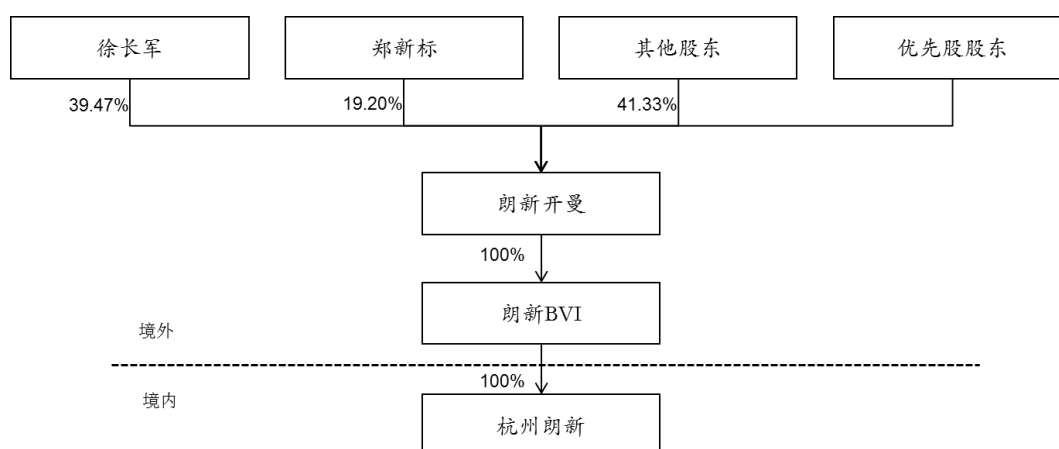 徐长军
郑新标
其他股东
优先股股东
39.47%
19.20%
41.33%
朗新开曼
100%
朗新BVI
境外
100%
境内
杭州朗新